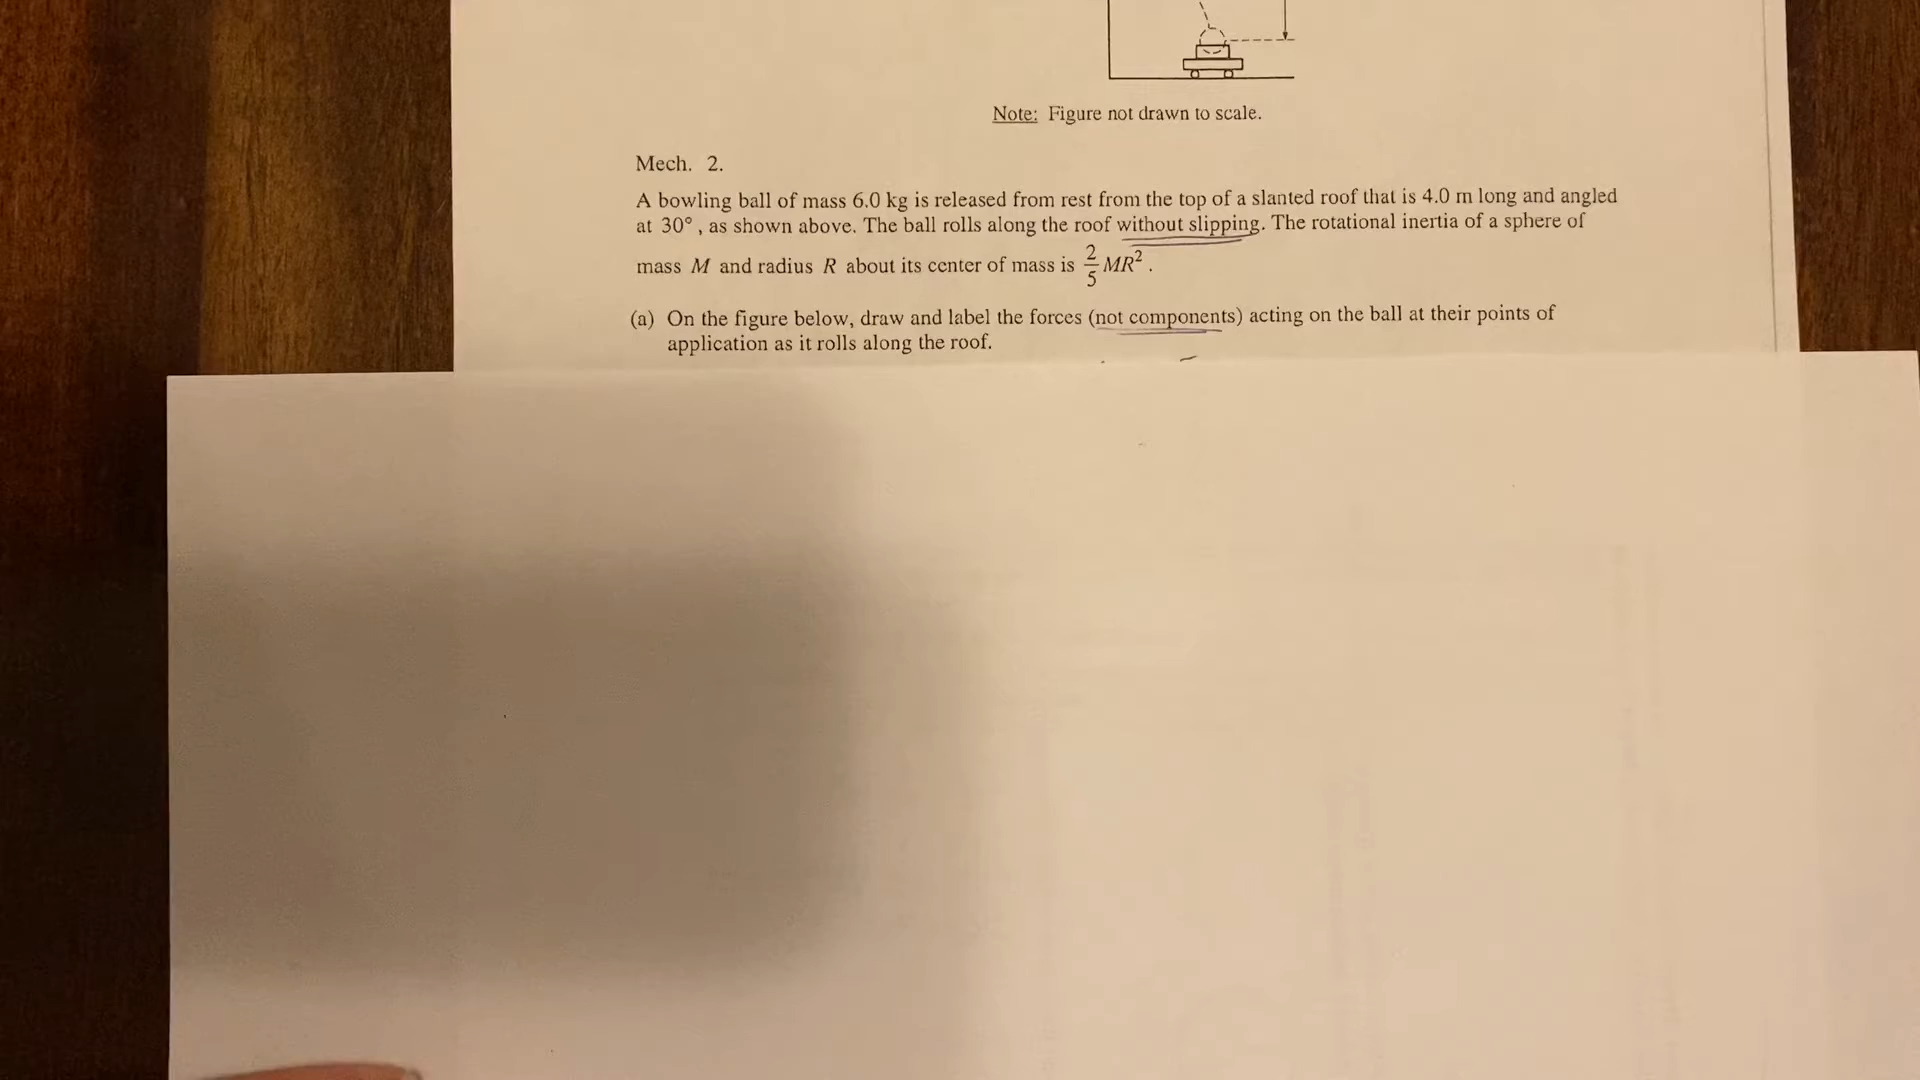 Note: Figure not drawn to scale.
Mech. 2.
A bowling ball of mass 6.0 kg is released from rest from the top of a slanted roof that is 4.0 m long and angled
at 30°, as shown above. The ball rolls along the roof without slipping. The rotational inertia of a sphere of
mass M and radius R about its center of mass is 2/5 MR².
(a) On the figure below, draw and label the forces (not components) acting on the ball at their points of
application as it rolls along the roof.